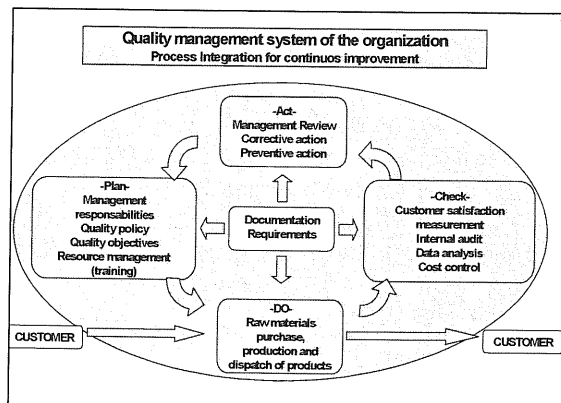 Quality management system of the organization
Process Integration for continuos improvement
-Act-
Management Review
Corrective action
Preventive action
-Plan-
Management
responsabilities
Quality policy
Quality objectives
Resource management
(training)
Documentation
Requirements
-Check-
Customer satisfaction
measurement
Internal audit
Data analysis
Cost control
-DO-
Raw materials
purchase,
production and
dispatch of products
CUSTOMER
CUSTOMER